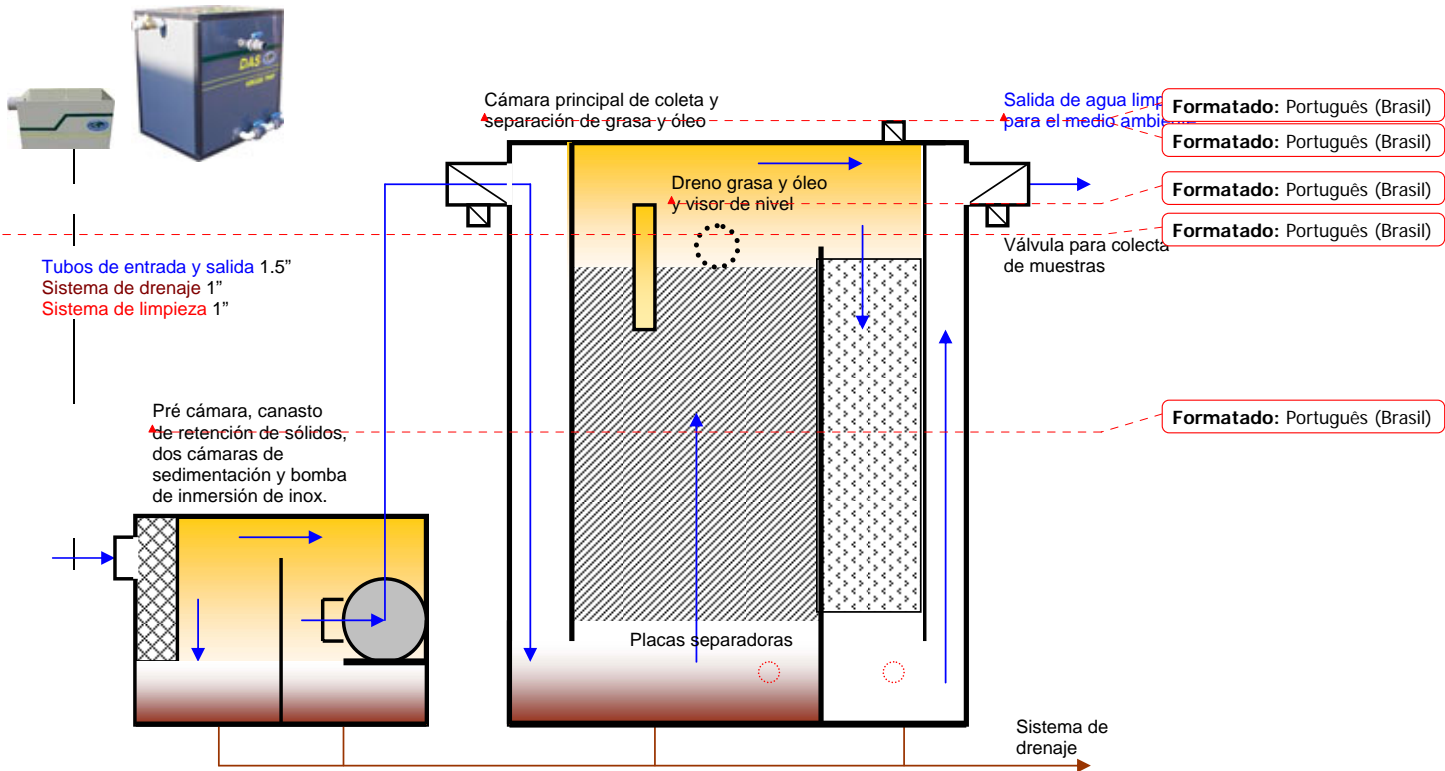 DAS
Cámara principal de coleta y
separación de grasa y óleo
Salida de agua limp
para el medio ambiente
Formatado: Português (Brasil)
Formatado: Português (Brasil)
Dreno grasa y óleo
y visor de nivel
Formatado: Português (Brasil)
Formatado: Português (Brasil)
Válvula para colecta
de muestras
Tubos de entrada y salida 1.5”
Sistema de drenaje 1”
Sistema de limpieza 1”
Pré cámara, canasto
de retención de sólidos,
dos cámaras de
sedimentación y bomba
de inmersión de inox.
Formatado: Português (Brasil)
Placas separadoras
Sistema de
drenaje